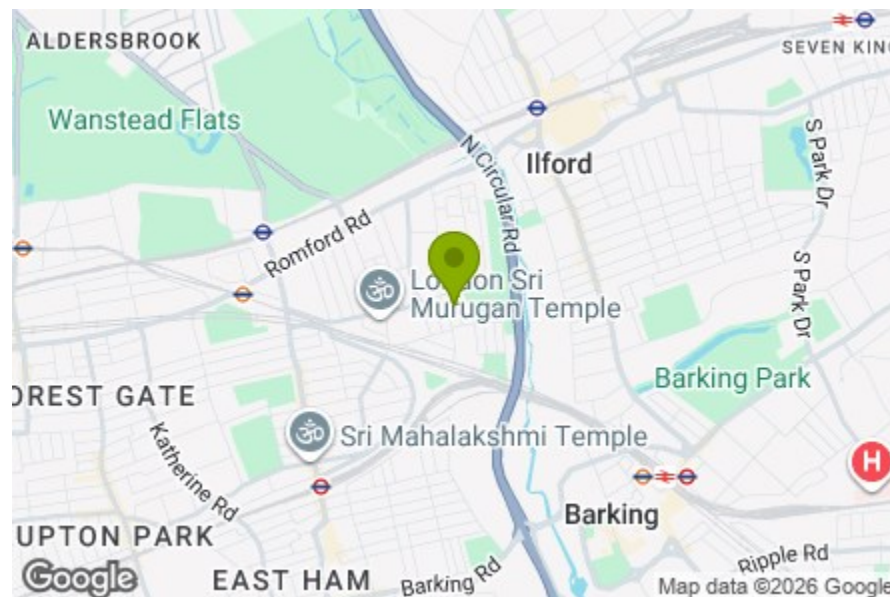 ALDERSBROOK
SEVEN KIN
Wanstead Flats
N Circular Rd
Ilford
S Park Dr
Romford Rd
London Sri
Murugan Temple
S Park Dr
Barking Park
OREST GATE
Katherine Rd
Sri Mahalakshmi Temple
H
Barking
UPTON PARK
EAST HAM
Barking Rd
Ripple Rd
Google
Map data ©2026 Google